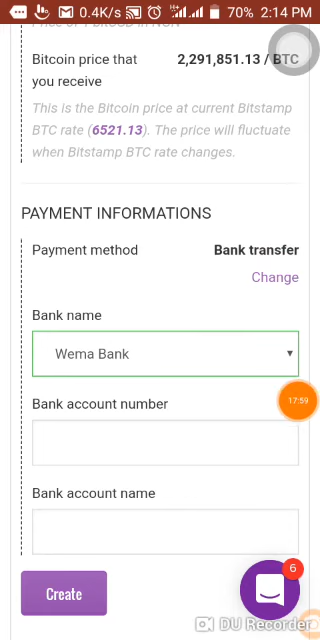 0.4K/s H+ 70% 2:14 PM
Bitcoin price that 2,291,851.13 / BTC
you receive
This is the Bitcoin price at current Bitstamp
BTC rate (6521.13). The price will fluctuate
when Bitstamp BTC rate changes.
PAYMENT INFORMATIONS
Payment method Bank transfer
Change
Bank name
Wema Bank
Bank account number
17:59
Bank account name
6
Create
DU Recorder